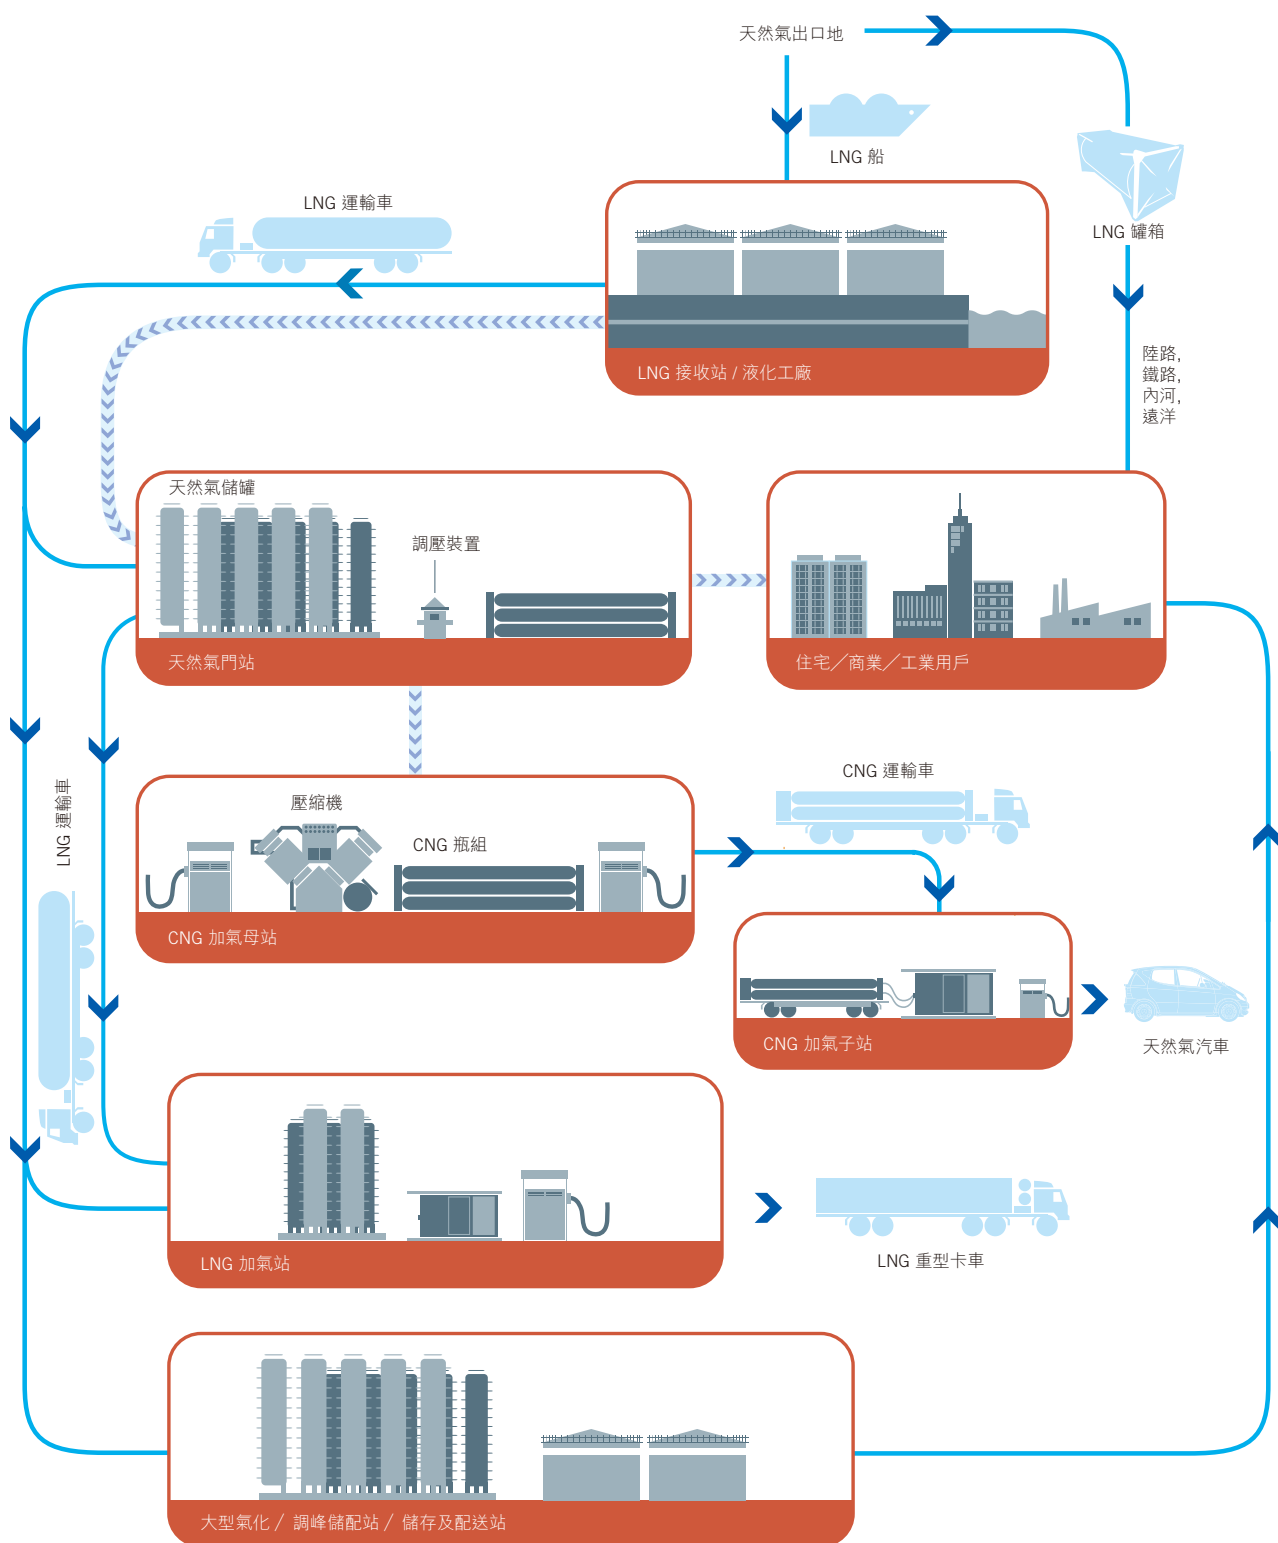 天然氣出口地
LNG 船
LNG 運輸車
LNG 罐箱
陸路,
鐵路,
內河,
遠洋
LNG 接收站 / 液化工廠
天然氣儲罐
調壓裝置
天然氣門站
住宅╱商業╱工業用戶
LNG 運輸車
壓縮機
CNG 瓶組
CNG 運輸車
CNG 加氣母站
CNG 加氣子站
天然氣汽車
LNG 加氣站
LNG 重型卡車
大型氣化 / 調峰儲配站 / 儲存及配送站